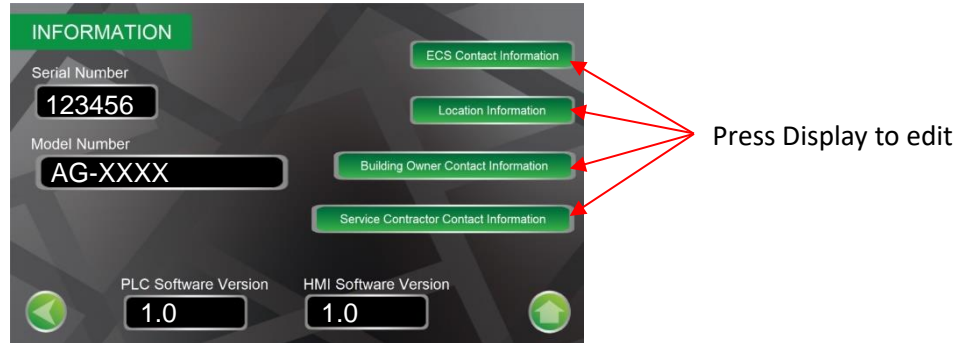 INFORMATION
Serial Number
123456
Model Number
AG-XXXX
ECS Contact Information
Location Information
Building Owner Contact Information
Service Contractor Contact Information
Press Display to edit
PLC Software Version
1.0
HMI Software Version
1.0